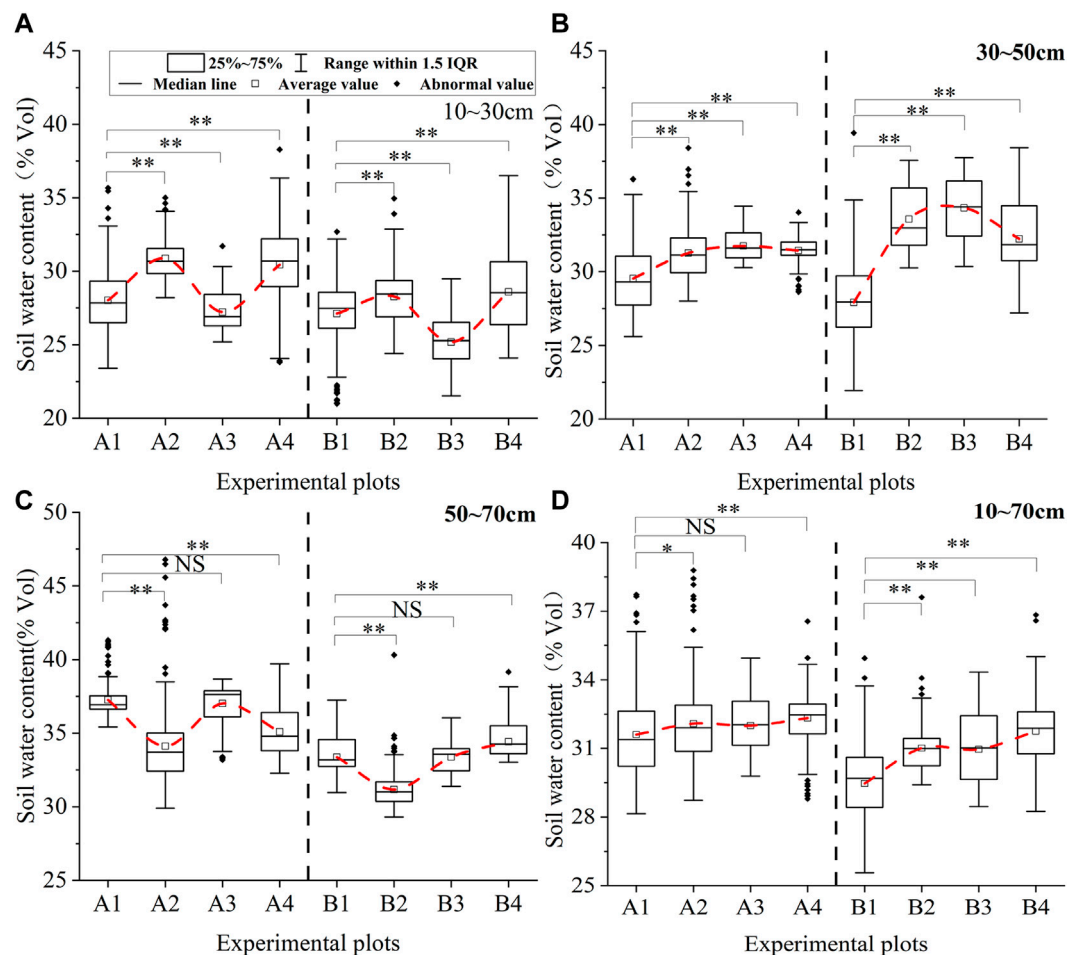 A
45
25%~75%
Range within 1.5 IQR
Median line
Average value
Abnormal value
10~30cm
40
35
30
25
20
Soil water content（% Vol）
**
**
**
**
**
**
A1 A2 A3 A4 B1 B2 B3 B4
Experimental plots
B
30~50cm
45
40
35
30
25
20
Soil water content（% Vol）
**
**
**
**
**
**
A1 A2 A3 A4 B1 B2 B3 B4
Experimental plots
C
50~70cm
50
45
40
35
30
25
Soil water content(% Vol)
**
NS
**
**
NS
**
A1 A2 A3 A4 B1 B2 B3 B4
Experimental plots
D
10~70cm
40
37
34
31
29
25
Soil water content（% Vol）
**
NS
*
**
**
**
A1 A2 A3 A4 B1 B2 B3 B4
Experimental plots